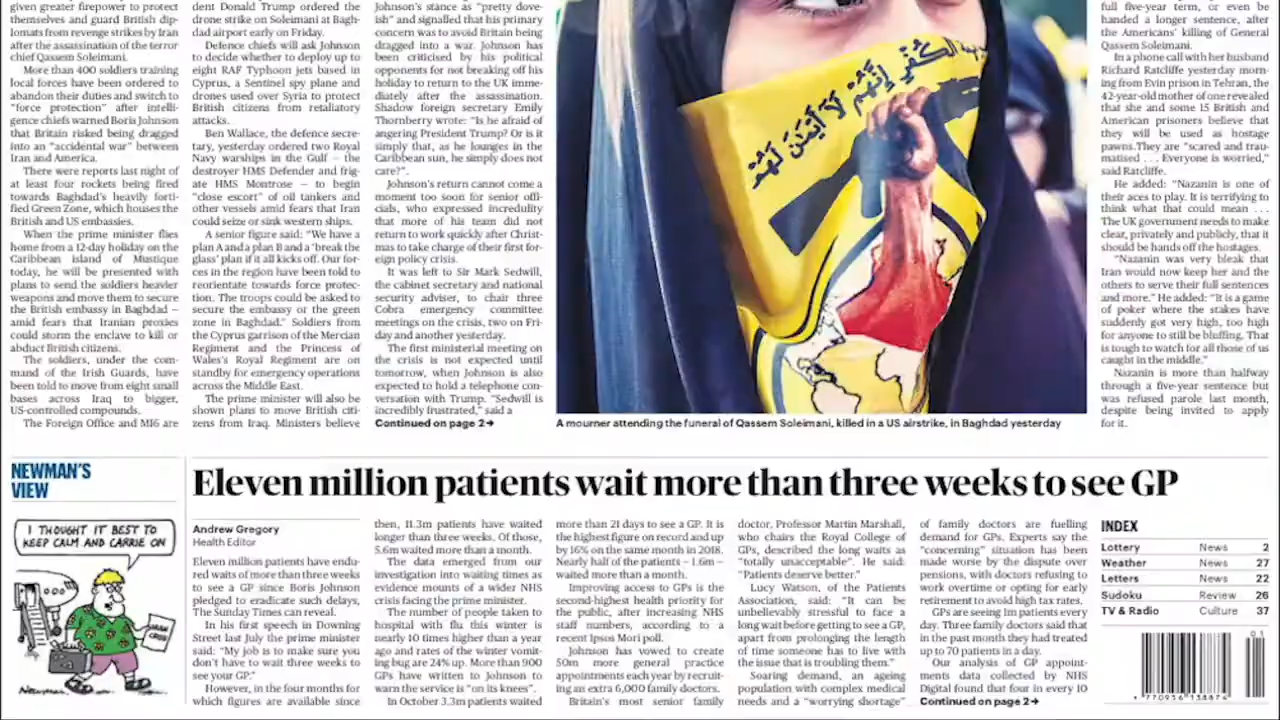 given greater firepower to protect
themselves and guard British dip-
lomats from revenge strikes by Iran
after the assassination of the terror
chief Qassem Soleimani.
More than 400 soldiers training
local forces have been ordered to
abandon their duties and switch to
“force protection” after intelli-
gence chiefs warned Boris Johnson
that Britain risked being dragged
into an “accidental war” between
Iran and America.
There were reports last night of
at least four rockets being fired
towards Baghdad's heavily forti-
fied Green Zone, which houses the
British and US embassies.
When the prime minister flies
home from a 12-day holiday on the
Caribbean island of Mustique
today, he will be presented with
plans to send the soldiers heavier
weapons and move them to secure
the British embassy in Baghdad —
amid fears that Iranian proxies
could storm the enclave to kill or
abduct British citizens.
The soldiers, under the com-
mand of the Irish Guards, have
been told to move from eight small
bases across Iraq to bigger,
US-controlled compounds.
The Foreign Office and MI6 are
dent Donald Trump ordered the
drone strike on Soleimani at Bagh-
dad airport early on Friday.
Defence chiefs will ask Johnson
to decide whether to deploy up to
eight RAF Typhoon jets based in
Cyprus, a Sentinel spy plane and
drones used over Syria to protect
British citizens from retaliatory
attacks.
Ben Wallace, the defence secre-
tary, yesterday ordered two Royal
Navy warships in the Gulf — the
destroyer HMS Defender and frig-
ate HMS Montrose — to begin
“close escort” of oil tankers and
other vessels amid fears that Iran
could seize or sink western ships.
A senior figure said: “We have a
plan A and a plan B and a ‘break the
glass’ plan if it all kicks off. Our for-
ces in the region have been told to
reorientate towards force protec-
tion. The troops could be asked to
secure the embassy or the green
zone in Baghdad.” Soldiers from
the Cyprus garrison of the Mercian
Regiment and the Princess of
Wales's Royal Regiment are on
standby for emergency operations
across the Middle East.
The prime minister will also be
shown plans to move British citi-
zens from Iraq. Ministers believe
Johnson's stance as “pretty dove-
ish” and signalled that his primary
concern was to avoid Britain being
dragged into a war. Johnson has
been criticised by his political
opponents for not breaking off his
holiday to return to the UK imme-
diately after the assassination.
Shadow foreign secretary Emily
Thornberry wrote: “Is he afraid of
angering President Trump? Or is it
simply that, as he lounges in the
Caribbean sun, he simply does not
care?”.
Johnson's return cannot come a
moment too soon for senior offi-
cials, who expressed incredulity
that more of his team did not
return to work quickly after Christ-
mas to take charge of their first for-
eign policy crisis.
It was left to Sir Mark Sedwill,
the cabinet secretary and national
security adviser, to chair three
Cobra emergency committee
meetings on the crisis, two on Fri-
day and another yesterday.
The first ministerial meeting on
the crisis is not expected until
tomorrow, when Johnson is also
expected to hold a telephone con-
versation with Trump. “Sedwill is
incredibly frustrated,” said a
Continued on page 2→
الكفر إنهم لا أيمن لهم
A mourner attending the funeral of Qassem Soleimani, killed in a US airstrike, in Baghdad yesterday
full five-year term, or even be
handed a longer sentence, after
the Americans' killing of General
Qassem Soleimani.
In a phone call with her husband
Richard Ratcliffe yesterday morn-
ing from Evin prison in Tehran, the
42-year-old mother of one revealed
that she and some 15 British and
American prisoners believe that
they will be used as hostage
pawns. They are “scared and trau-
matised . . . Everyone is worried,”
said Ratcliffe.
He added: “Nazanin is one of
their aces to play. It is terrifying to
think what that could mean . . .
The UK government needs to make
clear, privately and publicly, that it
should be hands off the hostages.
“Nazanin was very bleak that
Iran would now keep her and the
others to serve their full sentences
and more.” He added: “It is a game
of poker where the stakes have
suddenly got very high, too high
for anyone to still be bluffing. That
is tough to watch for all those of us
caught in the middle.”
Nazanin is more than halfway
through a five-year sentence but
was refused parole last month,
despite being invited to apply
for it.
NEWMAN'S
VIEW
I THOUGHT IT BEST TO
KEEP CALM AND CARRIE ON
IRAN
CRISIS
Newman
Eleven million patients wait more than three weeks to see GP
Andrew Gregory
Health Editor
Eleven million patients have endu-
red waits of more than three weeks
to see a GP since Boris Johnson
pledged to eradicate such delays,
The Sunday Times can reveal.
In his first speech in Downing
Street last July the prime minister
said: “My job is to make sure you
don't have to wait three weeks to
see your GP.”
However, in the four months for
which figures are available since
then, 11.3m patients have waited
longer than three weeks. Of those,
5.6m waited more than a month.
The data emerged from our
investigation into waiting times as
evidence mounts of a wider NHS
crisis facing the prime minister.
The number of people taken to
hospital with flu this winter is
nearly 10 times higher than a year
ago and rates of the winter vomit-
ing bug are 24% up. More than 900
GPs have written to Johnson to
warn the service is “on its knees”.
In October 3.3m patients waited
more than 21 days to see a GP. It is
the highest figure on record and up
by 16% on the same month in 2018.
Nearly half of the patients — 1.6m —
waited more than a month.
Improving access to GPs is the
second-highest health priority for
the public, after increasing NHS
staff numbers, according to a
recent Ipsos Mori poll.
Johnson has vowed to create
50m more general practice
appointments each year by recruit-
ing an extra 6,000 family doctors.
Britain's most senior family
doctor, Professor Martin Marshall,
who chairs the Royal College of
GPs, described the long waits as
“totally unacceptable”. He said:
“Patients deserve better.”
Lucy Watson, of the Patients
Association, said: “It can be
unbelievably stressful to face a
long wait before getting to see a GP,
apart from prolonging the length
of time someone has to live with
the issue that is troubling them.”
Soaring demand, an ageing
population with complex medical
needs and a “worrying shortage”
of family doctors are fuelling
demand for GPs. Experts say the
“concerning” situation has been
made worse by the dispute over
pensions, with doctors refusing to
work overtime or opting for early
retirement to avoid high tax rates.
GPs are seeing 1m patients every
day. Three family doctors said that
in the past month they had treated
up to 70 patients in a day.
Our analysis of GP appoint-
ments data collected by NHS
Digital found that four in every 10
Continued on page 2→
INDEX
Lottery News 2
Weather News 27
Letters News 22
Sudoku Review 26
TV & Radio Culture 37
01
9 770956 138874